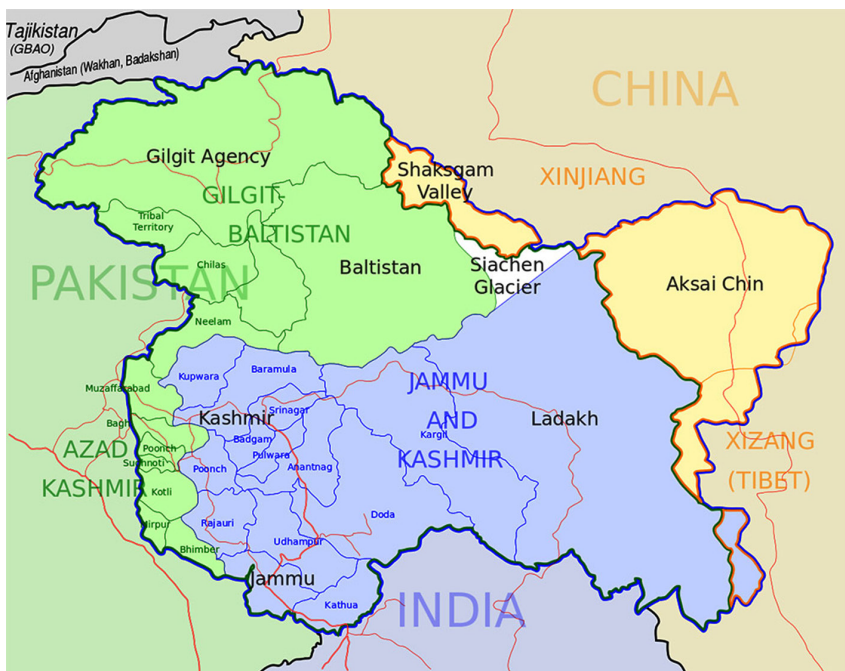 Tajikistan
(GBAO)
Afghanistan (Wakhan, Badakshan)
CHINA
Gilgit Agency
Shaksgam
Valley
XINJIANG
GILGIT
Tribal
Territory
BALTISTAN
Chilas
Baltistan
Siachen
Glacier
Aksai Chin
PAKISTAN
Neelam
Kupwara
Baramula
Muzaffarabad
JAMMU
AND
KASHMIR
Kashmir
Srinagar
Ladakh
Bagh
Badgam
Kargil
AZAD
KASHMIR
Poonch
Pulwara
XIZANG
(TIBET)
Sudhnoti
Poonch
Anantnag
Kotli
Mirpur
Rajauri
Doda
Udhampur
Bhimber
Jammu
Kathua
INDIA